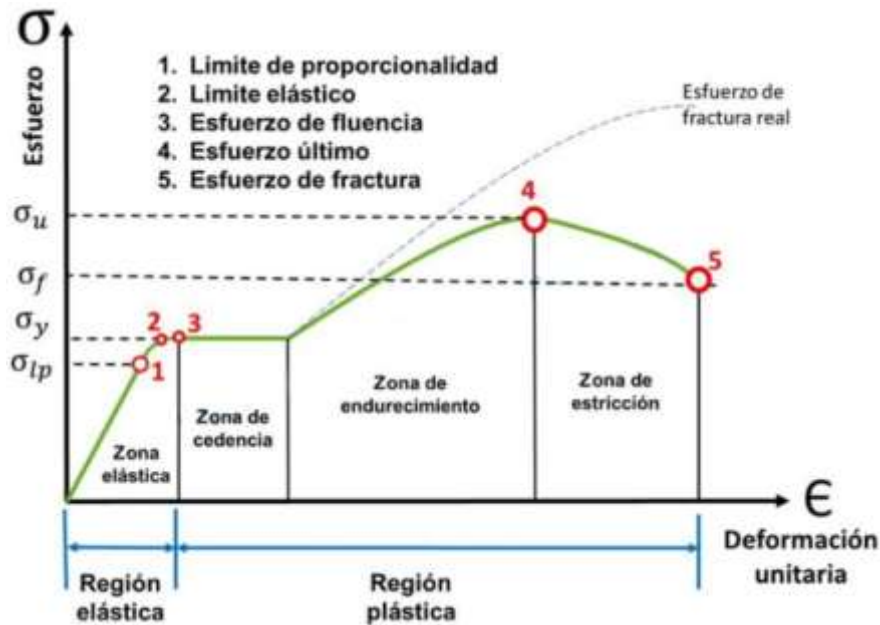 σ
Esfuerzo
1. Limite de proporcionalidad
2. Limite elástico
3. Esfuerzo de fluencia
4. Esfuerzo último
5. Esfuerzo de fractura
Esfuerzo de
fractura real
σu
σf
σy
σlp
1
2
3
4
5
Zona
elástica
Zona de
cedencia
Zona de
endurecimiento
Zona de
estricción
Є
Deformación
unitaria
Región
elástica
Región
plástica